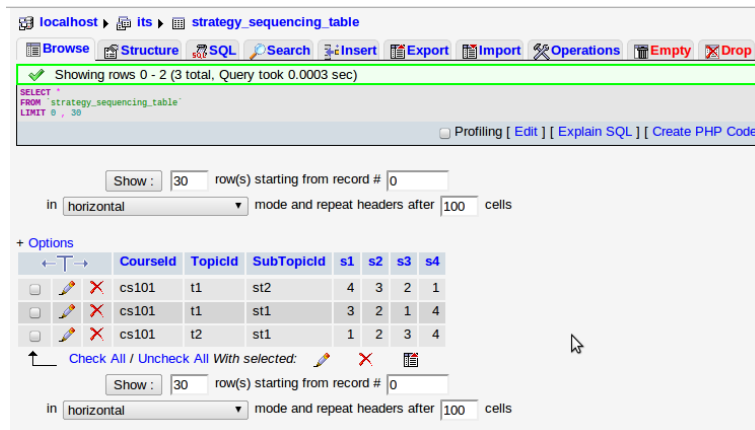 localhost ▸ its ▸ strategy_sequencing_table
Browse Structure SQL Search Insert Export Import Operations Empty Drop
Showing rows 0 - 2 (3 total, Query took 0.0003 sec)
SELECT *
FROM `strategy_sequencing_table`
LIMIT 0 , 30
Profiling [ Edit ] [ Explain SQL ] [ Create PHP Code
Show : 30 row(s) starting from record # 0
in horizontal mode and repeat headers after 100 cells
+ Options
←T→ CourseId TopicId SubTopicId s1 s2 s3 s4
cs101 t1 st2 4 3 2 1
cs101 t1 st1 3 2 1 4
cs101 t2 st1 1 2 3 4
Check All / Uncheck All With selected:
Show : 30 row(s) starting from record # 0
in horizontal mode and repeat headers after 100 cells